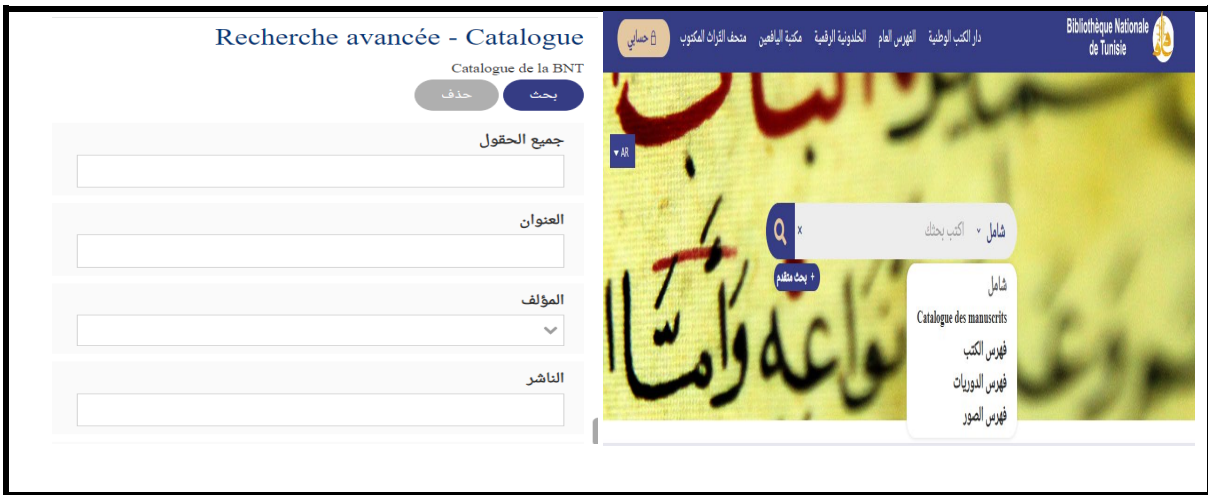 Recherche avancée - Catalogue
Catalogue de la BNT
بحث
حذف
جميع الحقول
العنوان
المؤلف
الناشر
Bibliothèque Nationale
de Tunisie
دار الكتب الوطنية الفهرس العام الخلدونية الرقمية مكتبة اليافعين متحف التراث المكتوب
حسابي
AR
شامل
اكتب بحثك
x
+ بحث متقدم
شامل
Catalogue des manuscrits
فهرس الكتب
فهرس الدوريات
فهرس الصور